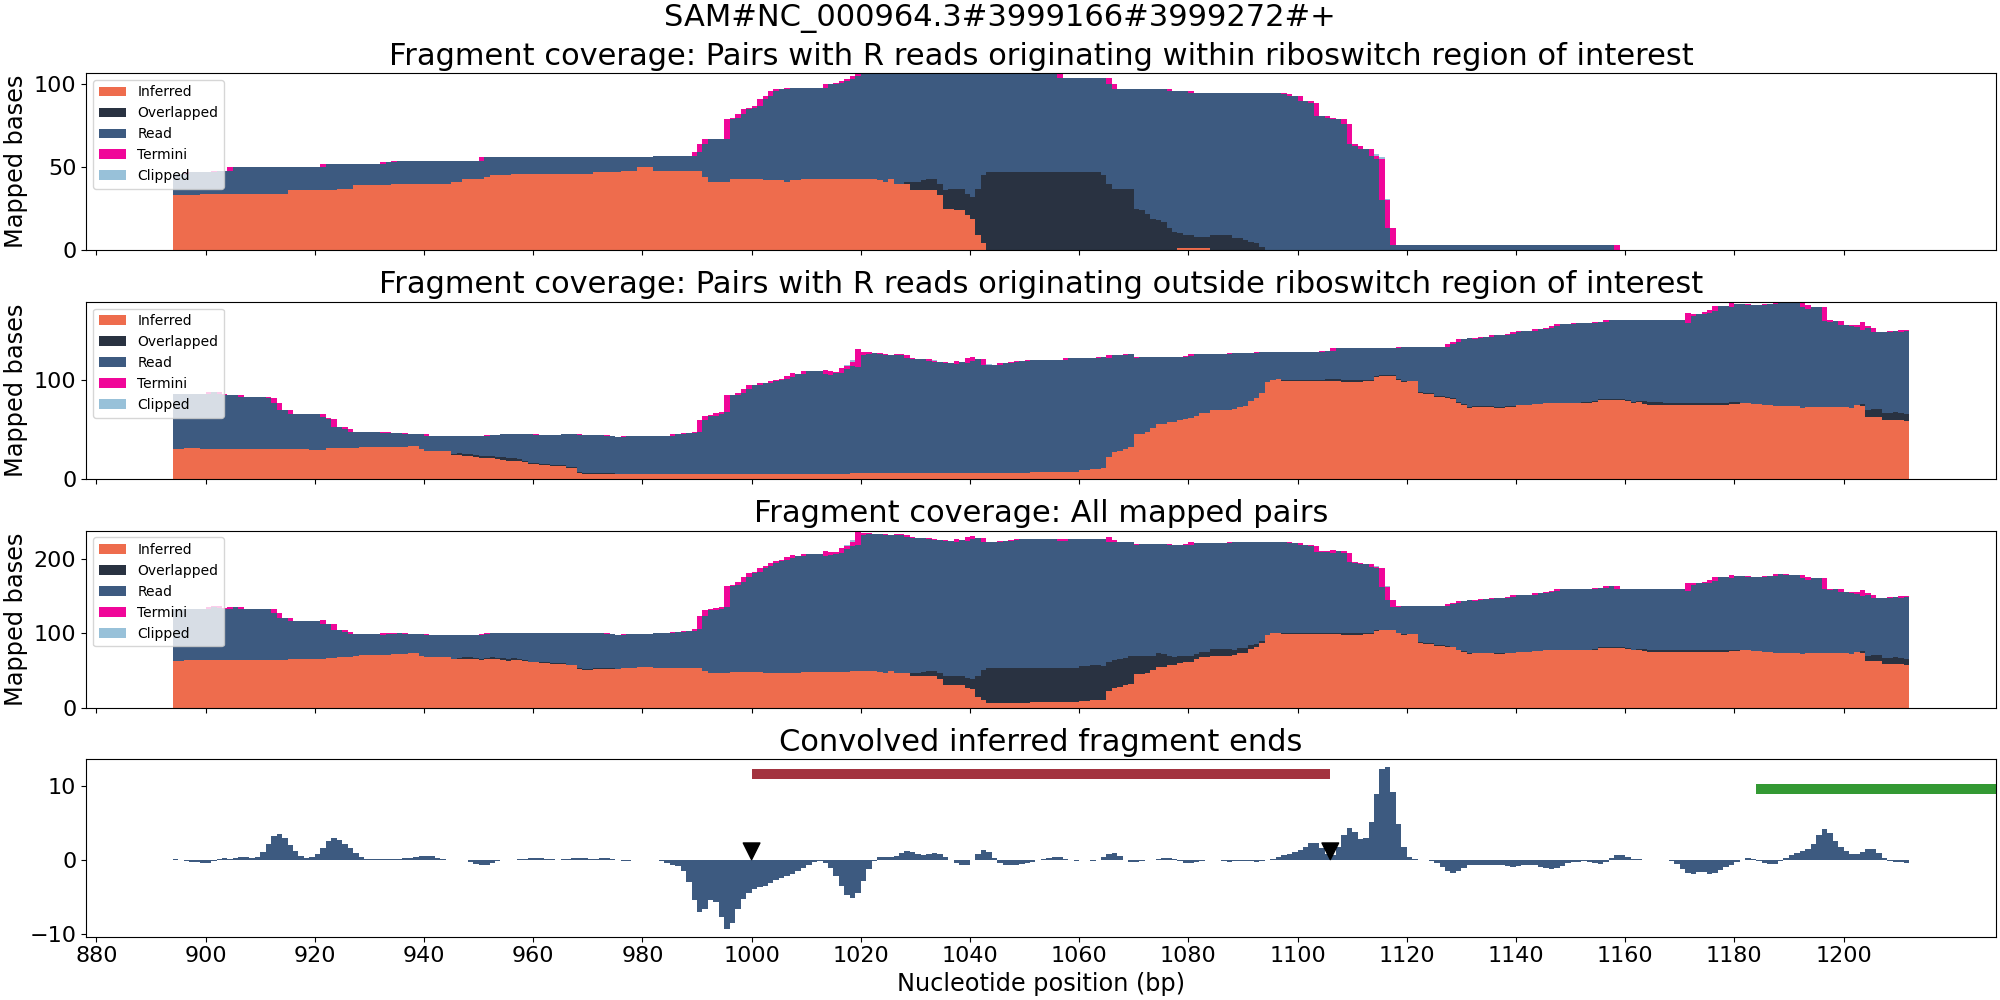 SAM#NC_000964.3#3999166#3999272#+
Fragment coverage: Pairs with R reads originating within riboswitch region of interest
Mapped bases
100
50
0
Inferred
Overlapped
Read
Termini
Clipped
Fragment coverage: Pairs with R reads originating outside riboswitch region of interest
Mapped bases
100
0
Inferred
Overlapped
Read
Termini
Clipped
Fragment coverage: All mapped pairs
Mapped bases
200
100
0
Inferred
Overlapped
Read
Termini
Clipped
Convolved inferred fragment ends
10
0
−10
880 900 920 940 960 980 1000 1020 1040 1060 1080 1100 1120 1140 1160 1180 1200
Nucleotide position (bp)